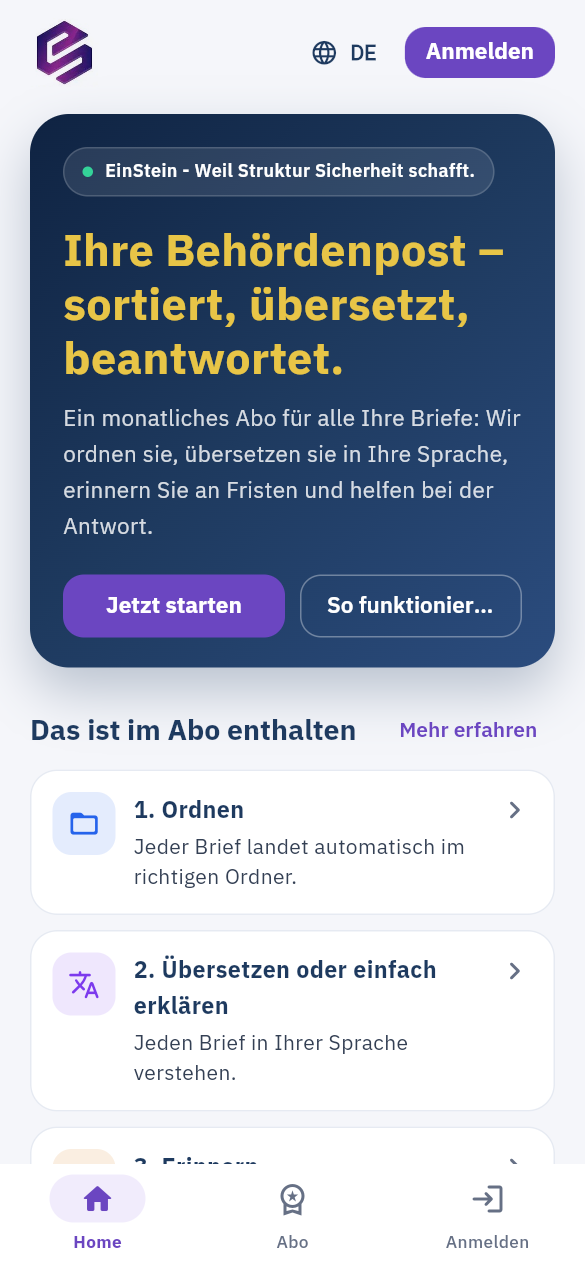 DE
Anmelden
EinStein - Weil Struktur Sicherheit schafft.
Ihre Behördenpost –
sortiert, übersetzt,
beantwortet.
Ein monatliches Abo für alle Ihre Briefe: Wir
ordnen sie, übersetzen sie in Ihre Sprache,
erinnern Sie an Fristen und helfen bei der
Antwort.
Jetzt starten
So funktionier...
Das ist im Abo enthalten
Mehr erfahren
1. Ordnen
Jeder Brief landet automatisch im
richtigen Ordner.
2. Übersetzen oder einfach
erklären
Jeden Brief in Ihrer Sprache
verstehen.
3. Erinnern
Home
Abo
Anmelden